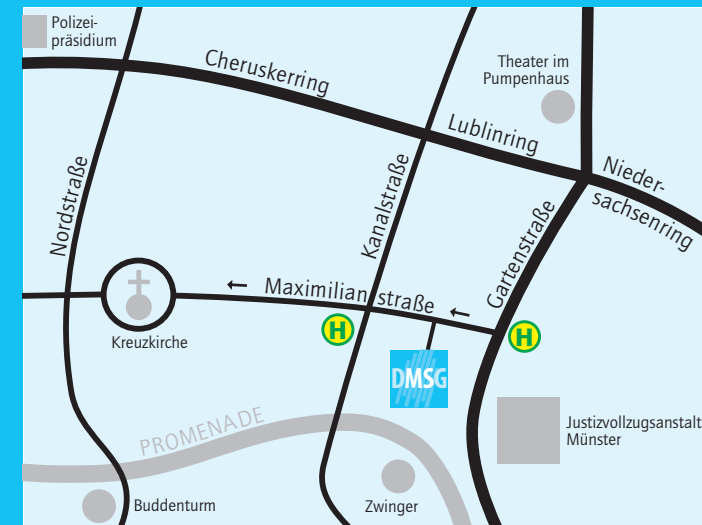 Polizei-
präsidium
Cheruskerring
Theater im
Pumpenhaus
Lublinring
Nieder-
sachsenring
Nordstraße
Kanalstraße
Gartenstraße
Maximilianstraße
Kreuzkirche
H
H
DMSG
PROMENADE
Justizvollzugsanstalt
Münster
Buddenturm
Zwinger